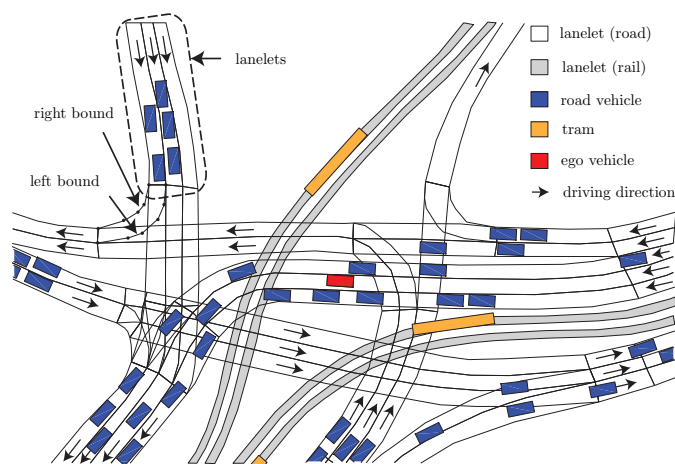 lanelets
right bound
left bound
lanelet (road)
lanelet (rail)
road vehicle
tram
ego vehicle
driving direction